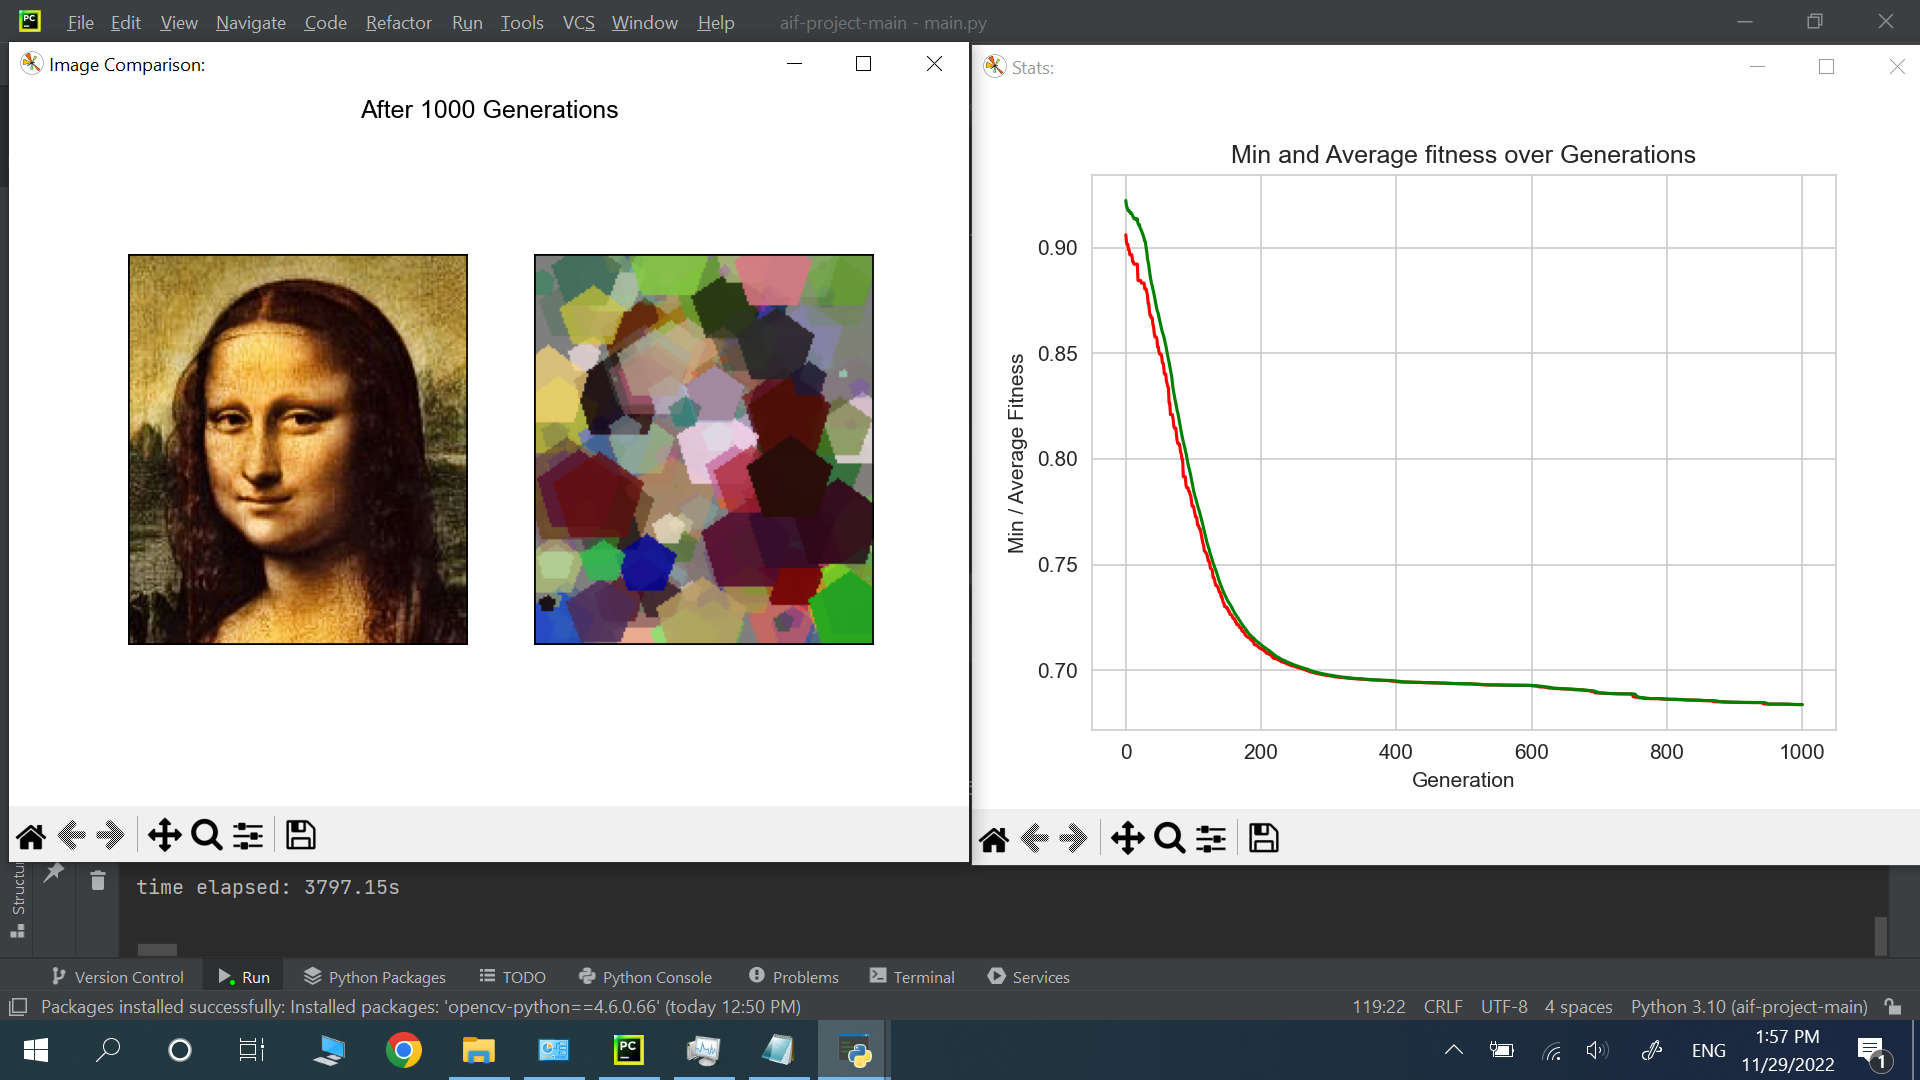 PC File Edit View Navigate Code Refactor Run Tools VCS Window Help aif-project-main - main.py
Image Comparison:
After 1000 Generations
Stats:
Min and Average fitness over Generations
Min / Average Fitness
0.90
0.85
0.80
0.75
0.70
0 200 400 600 800 1000
Generation
time elapsed: 3797.15s
Version Control Run Python Packages TODO Python Console Problems Terminal Services
Packages installed successfully: Installed packages: 'opencv-python==4.6.0.66' (today 12:50 PM) 119:22 CRLF UTF-8 4 spaces Python 3.10 (aif-project-main)
PC ENG 1:57 PM
11/29/2022 1